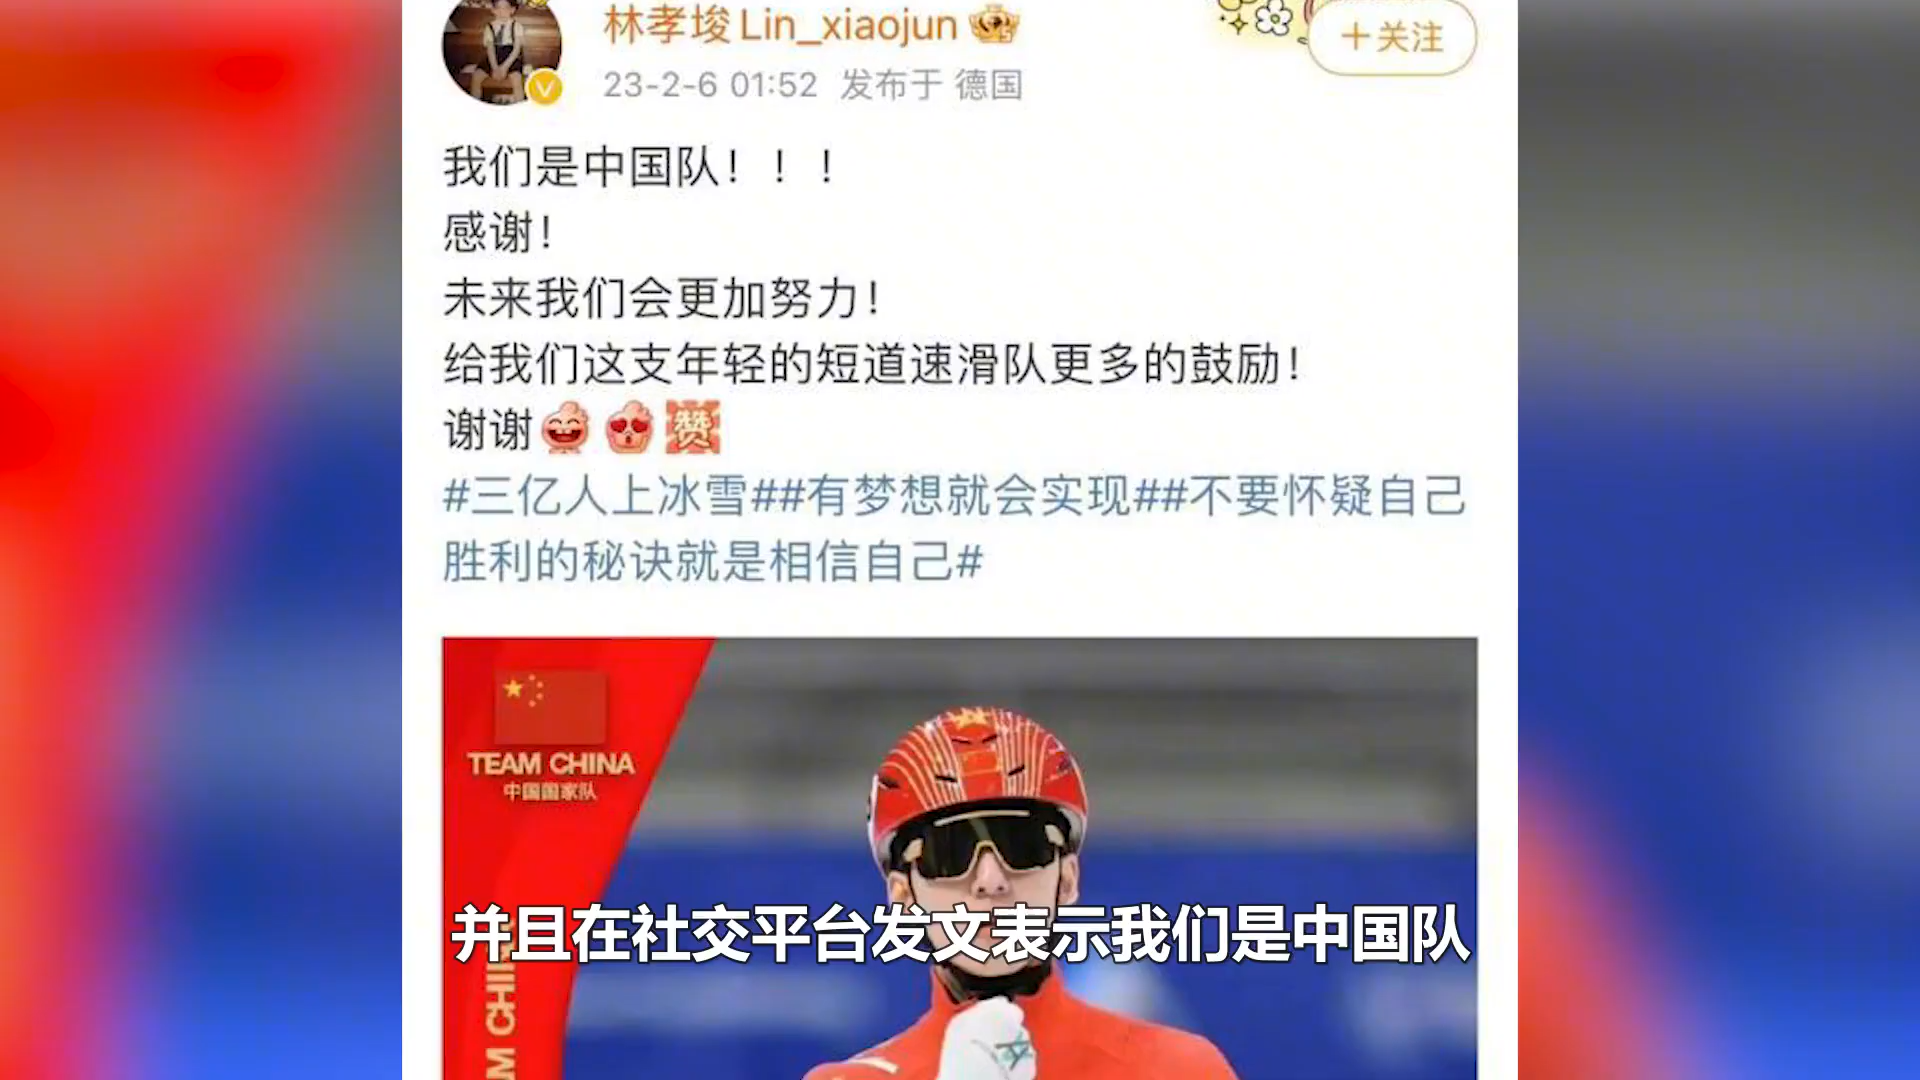 林孝埈Lin_xiaojun
＋关注
23-2-6 01:52 发布于 德国
我们是中国队！！！
感谢！
未来我们会更加努力！
给我们这支年轻的短道速滑队更多的鼓励！
谢谢 赞
#三亿人上冰雪##有梦想就会实现##不要怀疑自己
胜利的秘诀就是相信自己#
TEAM CHINA
中国国家队
并且在社交平台发文表示我们是中国队